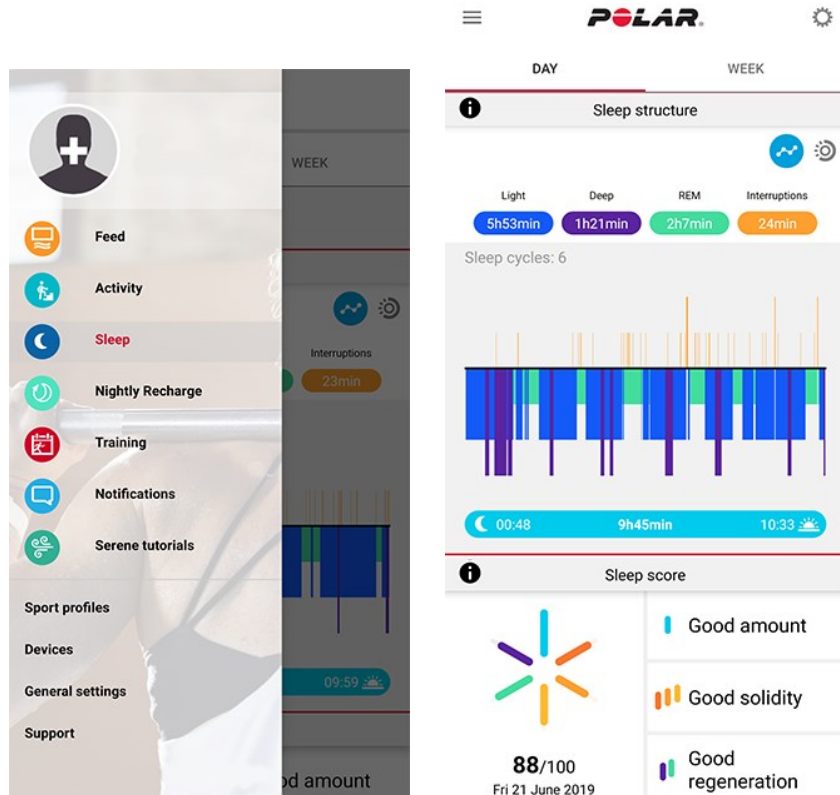 WEEK
Feed
Activity
Sleep
Interruptions
23min
Nightly Recharge
Training
Notifications
Serene tutorials
Sport profiles
Devices
General settings
09:59
Support
od amount
POLAR
DAY WEEK
Sleep structure
Light Deep REM Interruptions
5h53min 1h21min 2h7min 24min
Sleep cycles: 6
00:48 9h45min 10:33
Sleep score
Good amount
Good solidity
88/100
Fri 21 June 2019
Good
regeneration